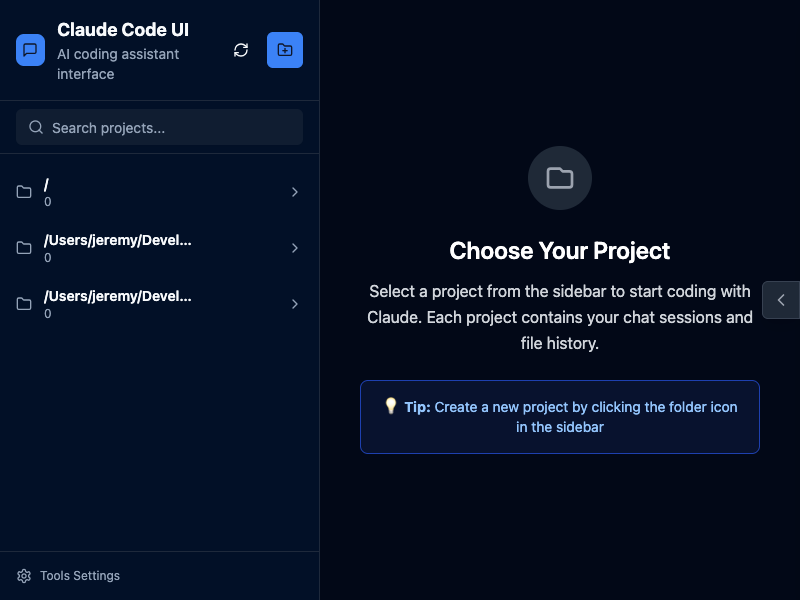 Claude Code UI
AI coding assistant
interface
Search projects...
/
0
/Users/jeremy/Devel...
0
/Users/jeremy/Devel...
0
Tools Settings
Choose Your Project
Select a project from the sidebar to start coding with
Claude. Each project contains your chat sessions and
file history.
💡 Tip: Create a new project by clicking the folder icon
in the sidebar